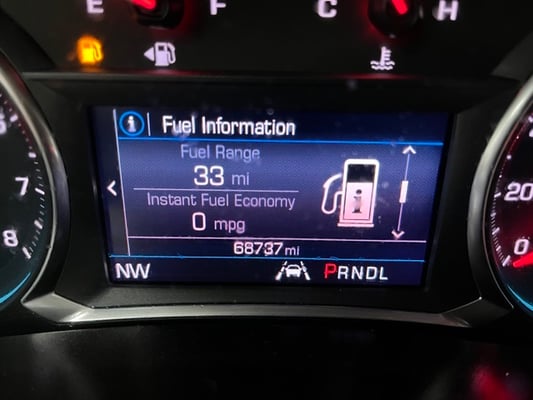 E F C H
6
7
8
20
0
Fuel Information
Fuel Range
33 mi
Instant Fuel Economy
0 mpg
68737 mi
NW PRNDL